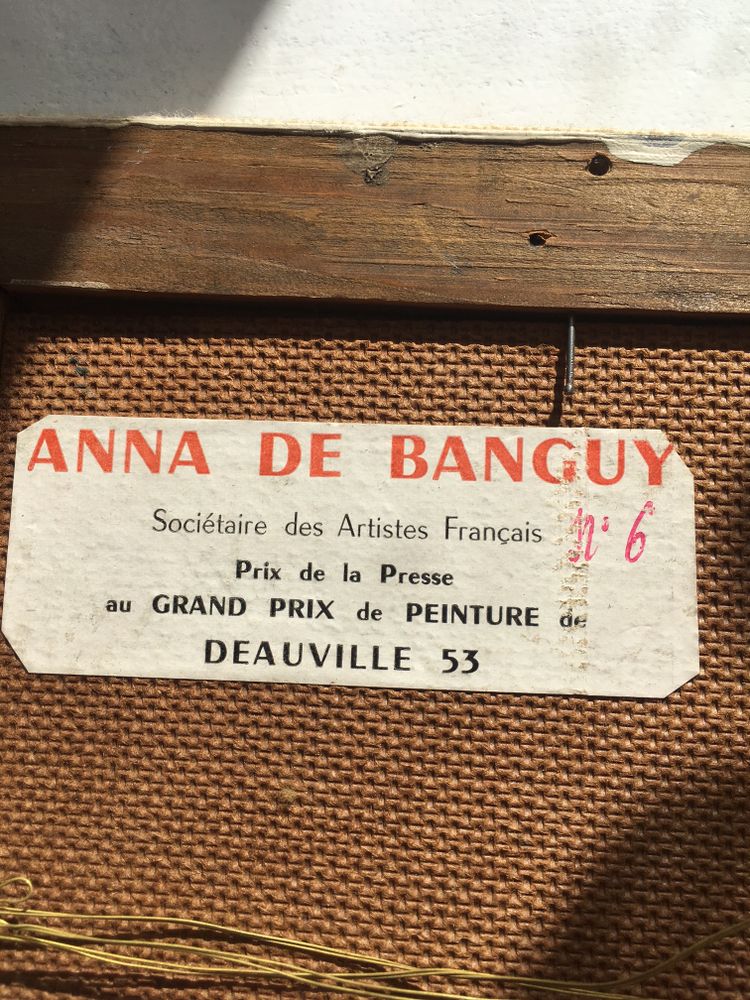 ANNA DE BANGUY
Sociétaire des Artistes Français
n° 6
Prix de la Presse
au GRAND PRIX de PEINTURE de
DEAUVILLE 53